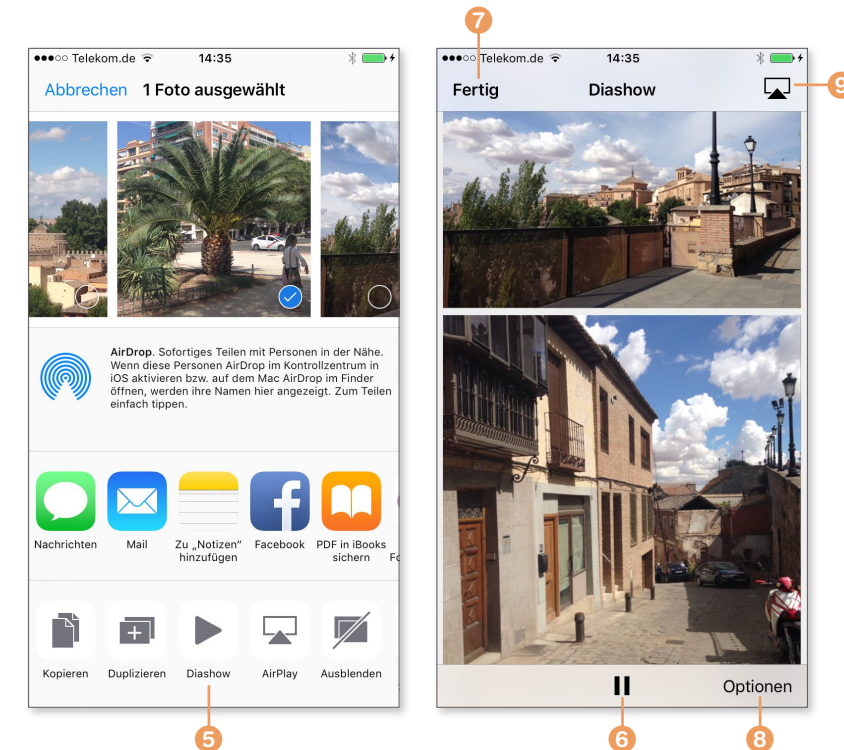 7
●●●○○ Telekom.de 14:35
Abbrechen 1 Foto ausgewählt
AirDrop. Sofortiges Teilen mit Personen in der Nähe.
Wenn diese Personen AirDrop im Kontrollzentrum in
iOS aktivieren bzw. auf dem Mac AirDrop im Finder
öffnen, werden ihre Namen hier angezeigt. Zum Teilen
einfach tippen.
Nachrichten
Mail
Zu „Notizen“
hinzufügen
Facebook
PDF in iBooks
sichern
Kopieren
Duplizieren
Diashow
AirPlay
Ausblenden
5
●●●○○ Telekom.de 14:35
Fertig Diashow
9
Optionen
6
8